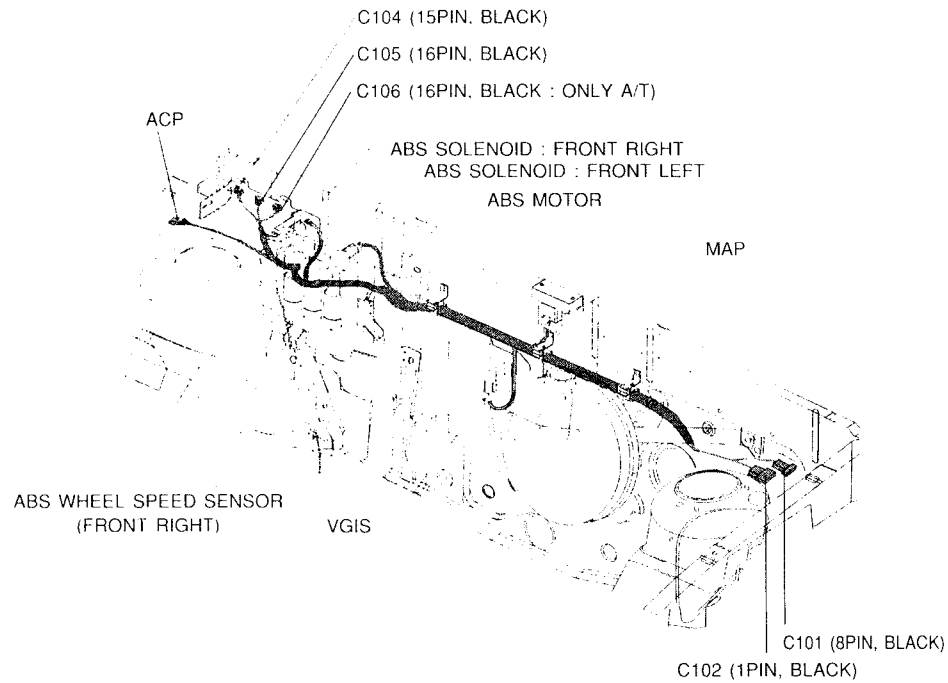 C104 (15PIN, BLACK)
C105 (16PIN, BLACK)
C106 (16PIN, BLACK : ONLY A/T)
ACP
ABS SOLENOID : FRONT RIGHT
ABS SOLENOID : FRONT LEFT
ABS MOTOR
MAP
ABS WHEEL SPEED SENSOR
(FRONT RIGHT)
VGIS
C101 (8PIN, BLACK)
C102 (1PIN, BLACK)